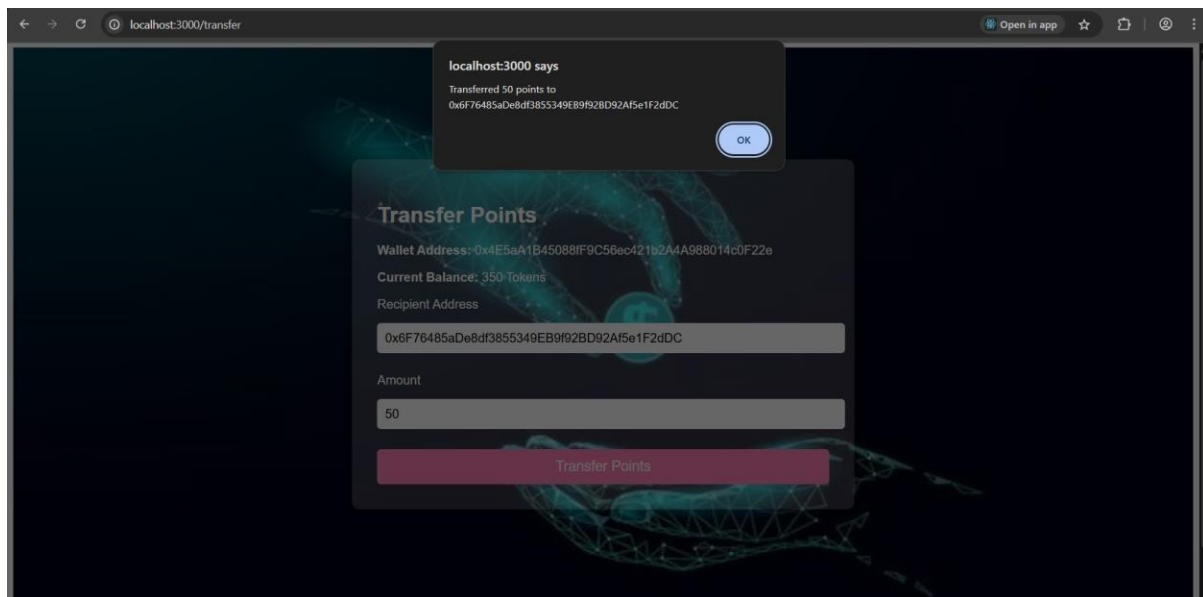 localhost:3000/transfer
Open in app
localhost:3000 says
Transferred 50 points to
0x6F76485aDe8df3855349EB9f92BD92Af5e1F2dDC
OK
Transfer Points
Wallet Address: 0x4E5aA1B45088fF9C56ec421b2A4A988014c0F22e
Current Balance: 350 Tokens
Recipient Address
0x6F76485aDe8df3855349EB9f92BD92Af5e1F2dDC
Amount
50
Transfer Points